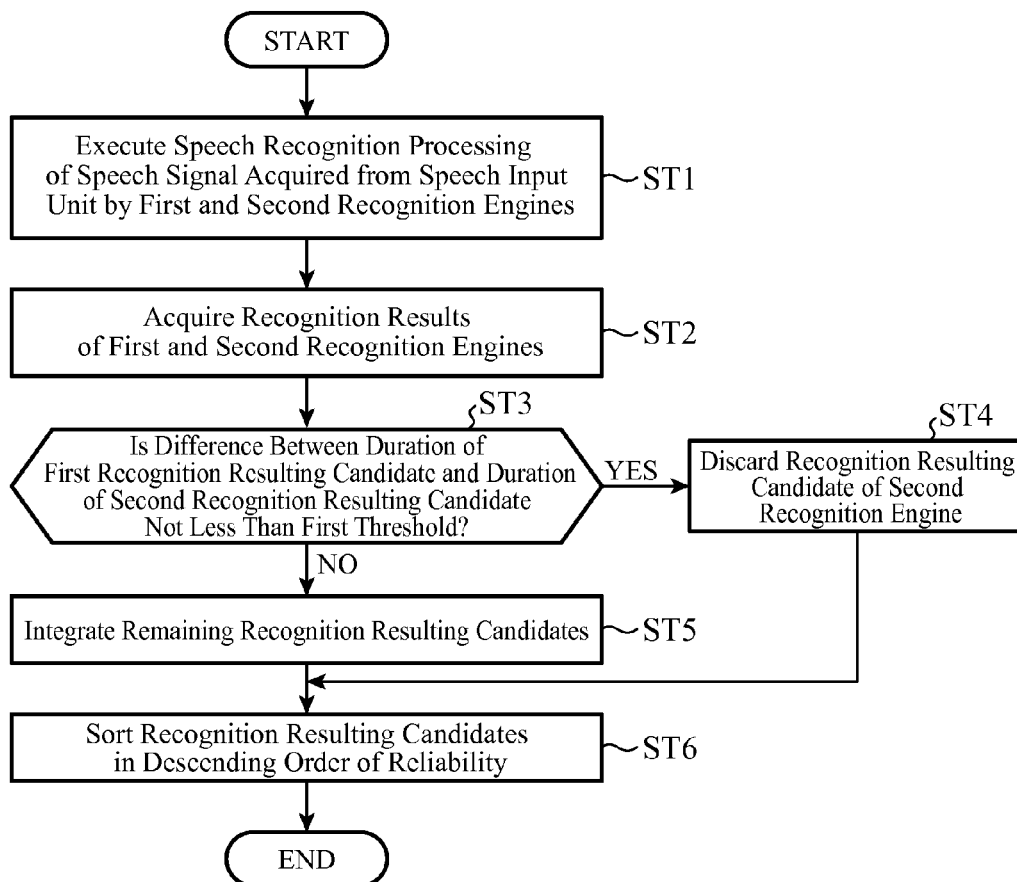 START
Execute Speech Recognition Processing
of Speech Signal Acquired from Speech Input
Unit by First and Second Recognition Engines
ST1
Acquire Recognition Results
of First and Second Recognition Engines
ST2
ST3
Is Difference Between Duration of
First Recognition Resulting Candidate and Duration
of Second Recognition Resulting Candidate
Not Less Than First Threshold?
YES
ST4
Discard Recognition Resulting
Candidate of Second
Recognition Engine
NO
Integrate Remaining Recognition Resulting Candidates
ST5
Sort Recognition Resulting Candidates
in Descending Order of Reliability
ST6
END